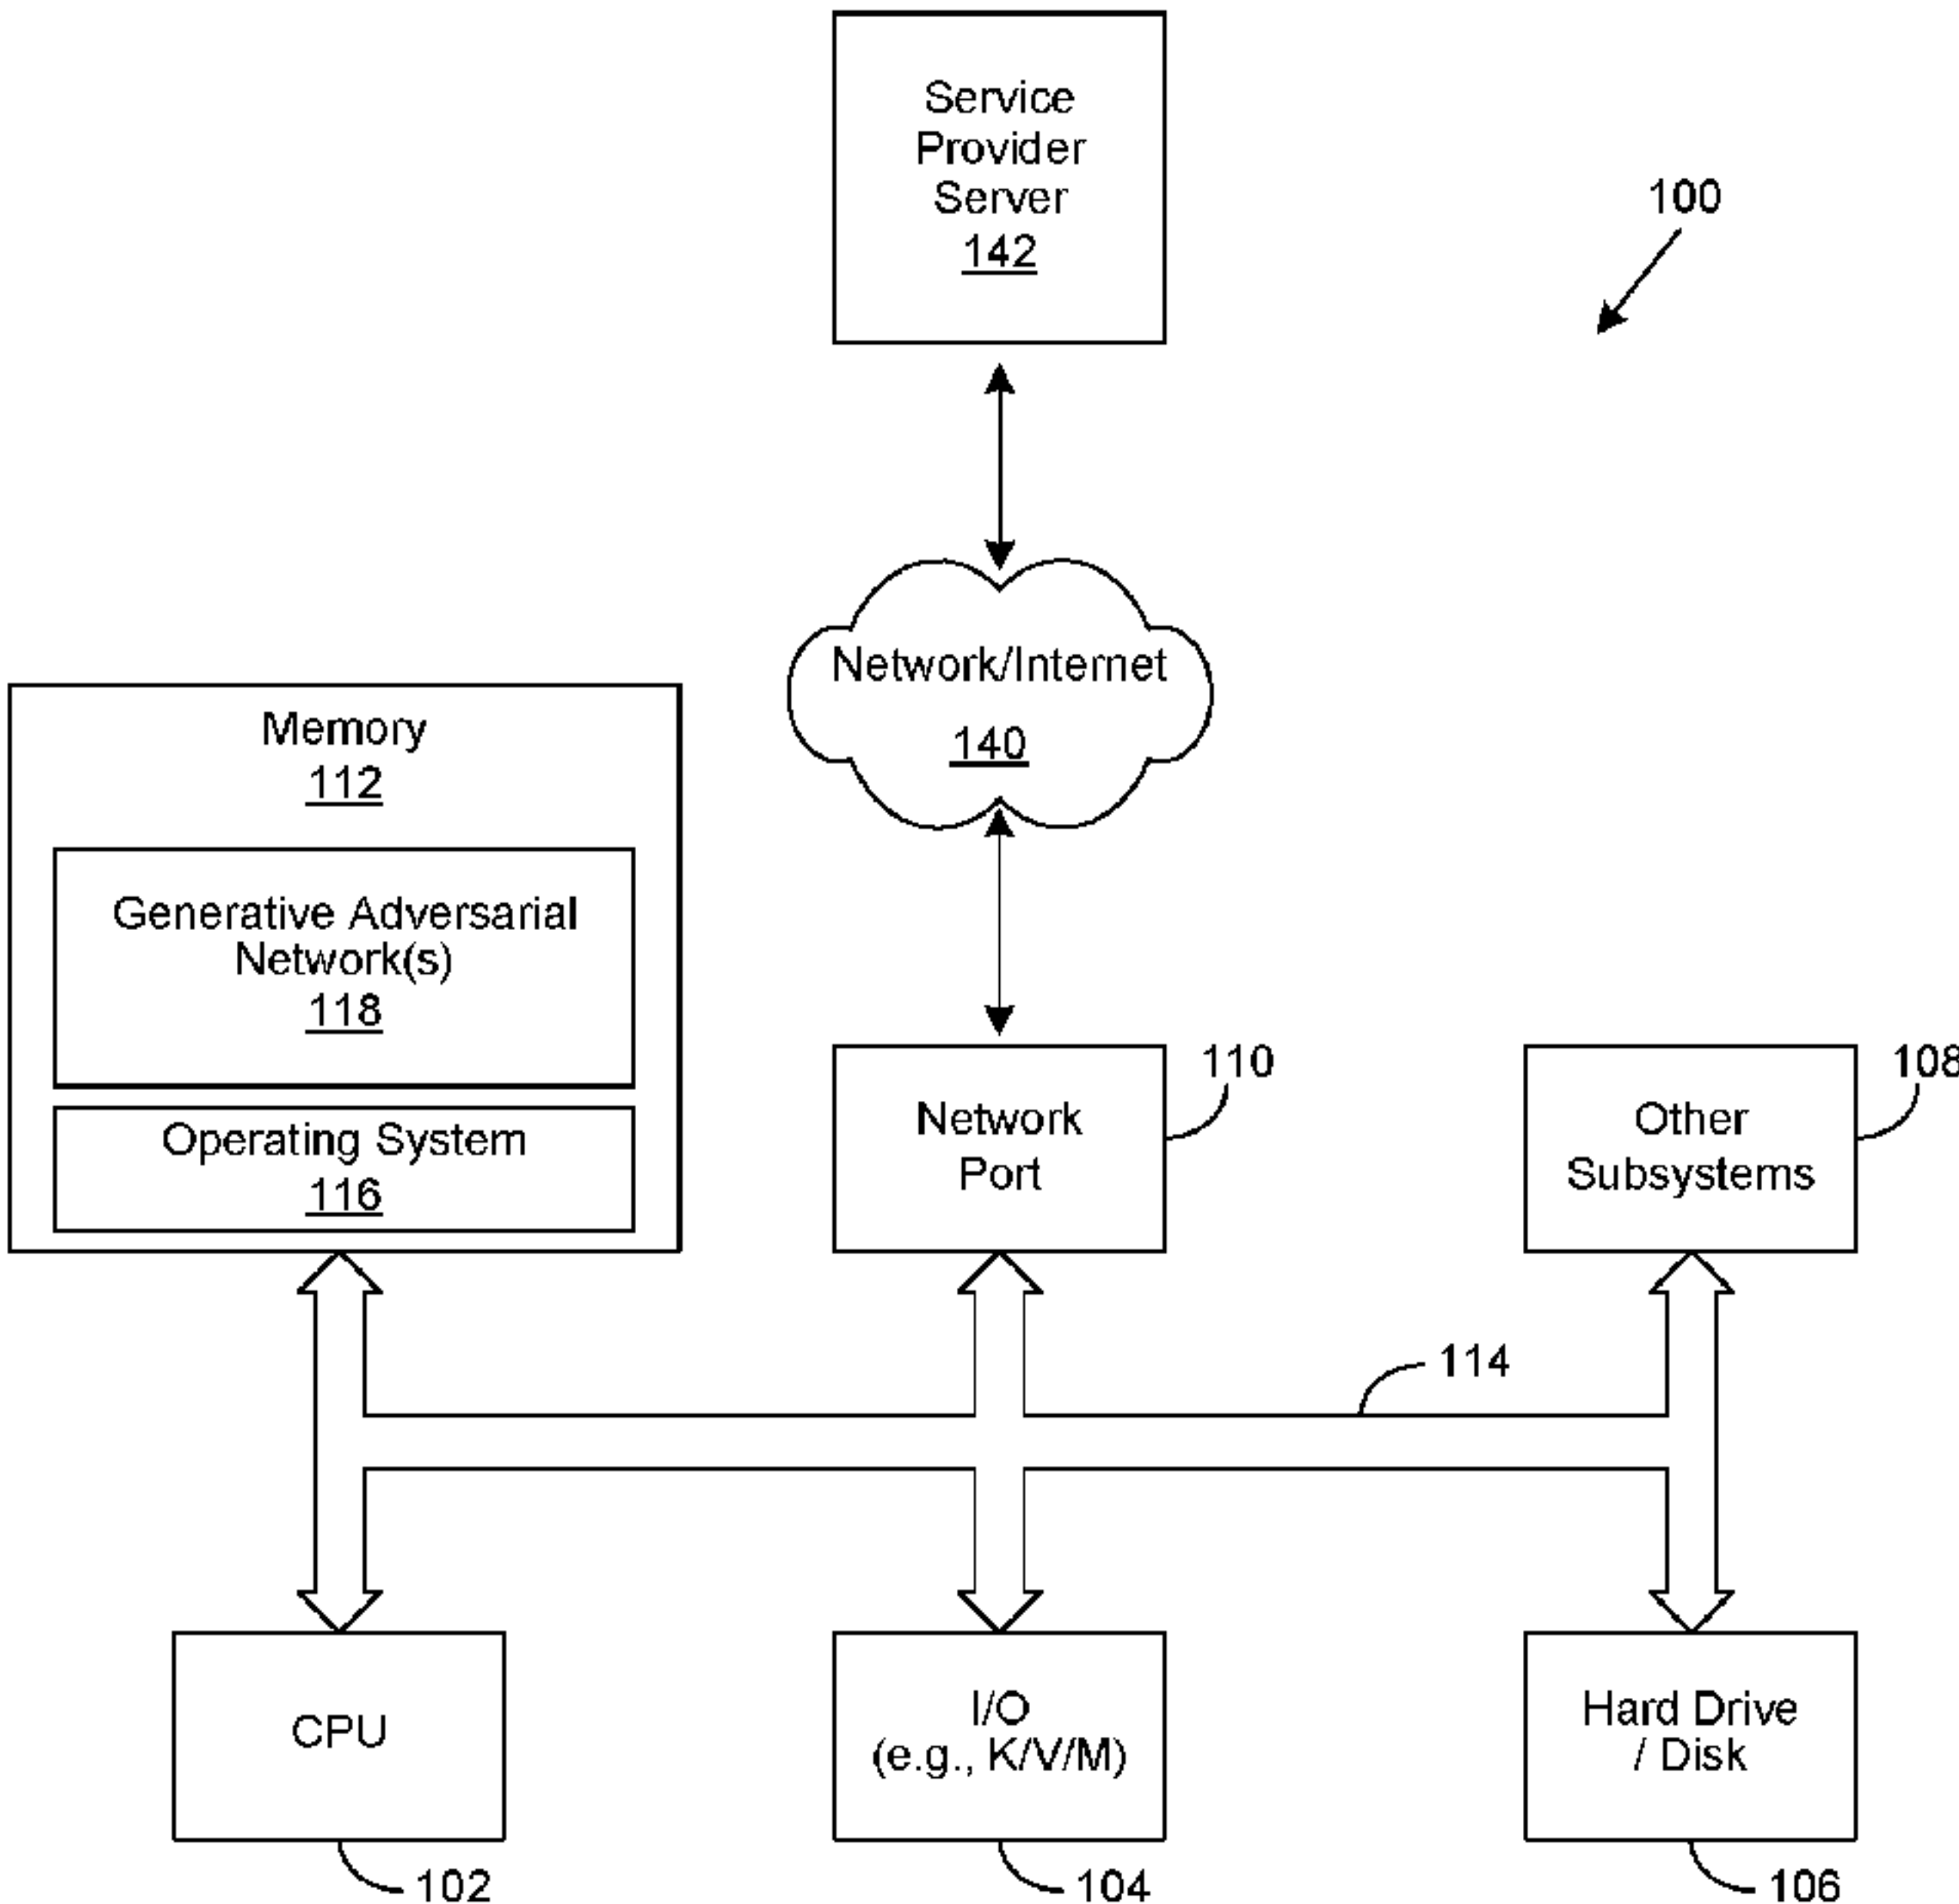 Service
Provider
Server
142
100
Network/Internet
140
Memory
112
Generative Adversarial
Network(s)
118
Operating System
116
Network
Port
110
Other
Subsystems
108
114
CPU
102
I/O
(e.g., K/V/M)
104
Hard Drive
/ Disk
106